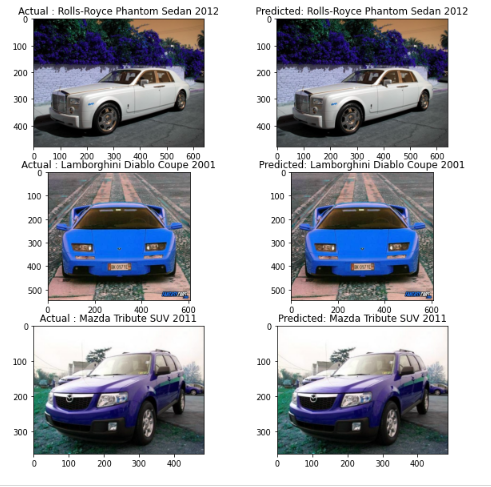 Actual : Rolls-Royce Phantom Sedan 2012 Predicted: Rolls-Royce Phantom Sedan 2012
0 0
100 100
200 200
300 300
400 400
0 100 200 300 400 500 600 0 100 200 300 400 500 600
Actual : Lamborghini Diablo Coupe 2001 Predicted: Lamborghini Diablo Coupe 2001
0 0
100 100
200 200
300 300
400 400
500 500
0 200 400 600 0 200 400 600
Actual : Mazda Tribute SUV 2011 Predicted: Mazda Tribute SUV 2011
0 0
100 100
200 200
300 300
0 100 200 300 400 0 100 200 300 400